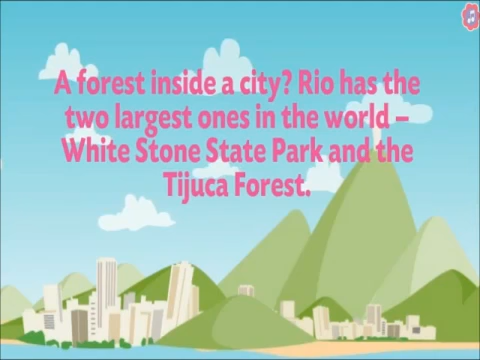 A forest inside a city? Rio has the
two largest ones in the world –
White Stone State Park and the
Tijuca Forest.